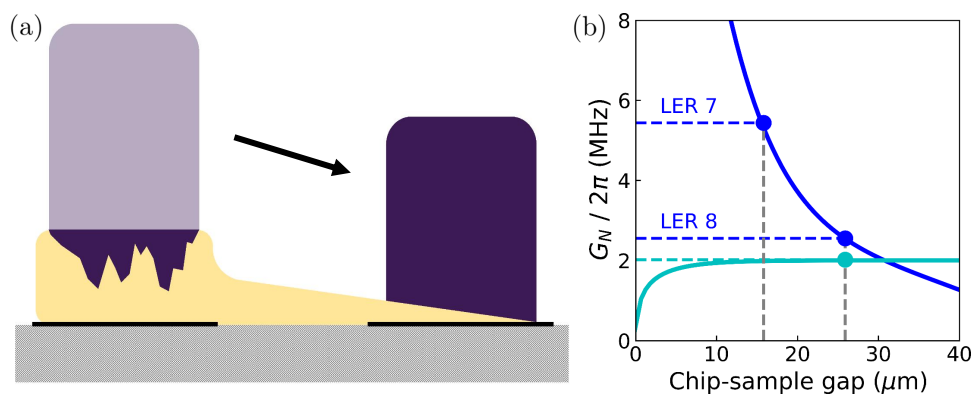 (a)
(b)
8
6
4
2
0
G_N / 2π (MHz)
LER 7
LER 8
0 10 20 30 40
Chip-sample gap (μm)